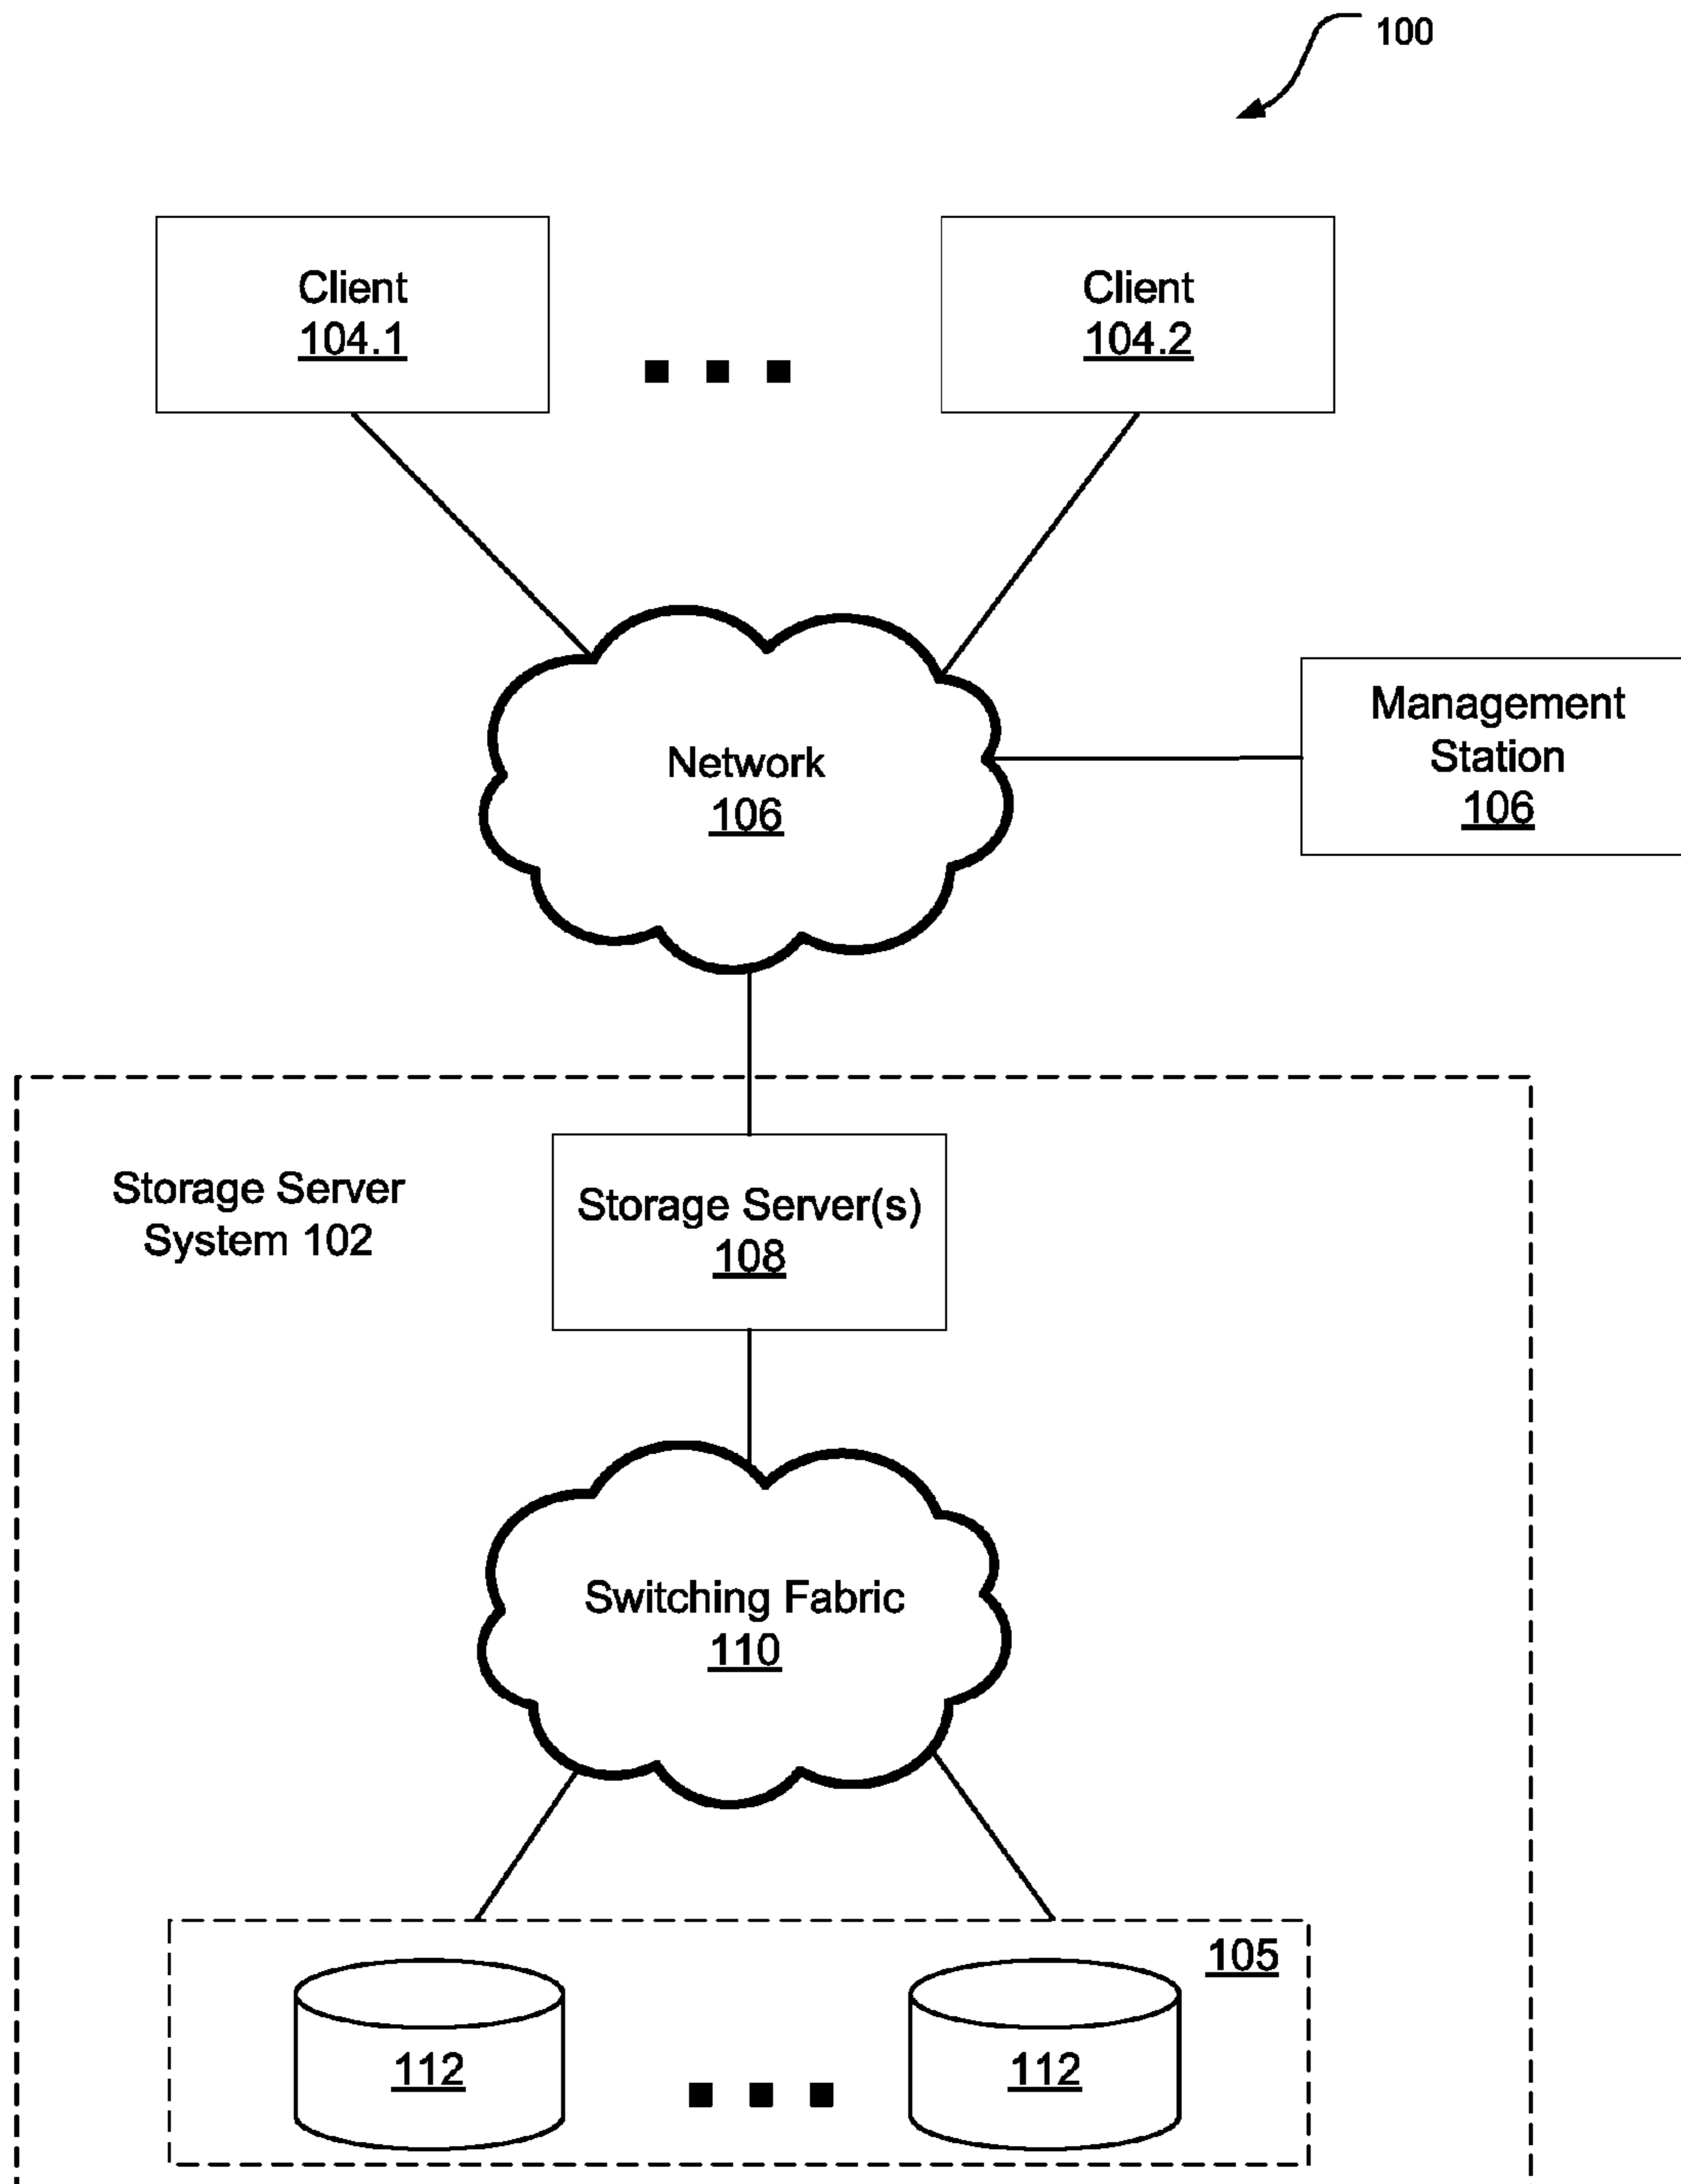 100
Client
104.1
Client
104.2
Network
106
Management
Station
106
Storage Server
System 102
Storage Server(s)
108
Switching Fabric
110
105
112
112